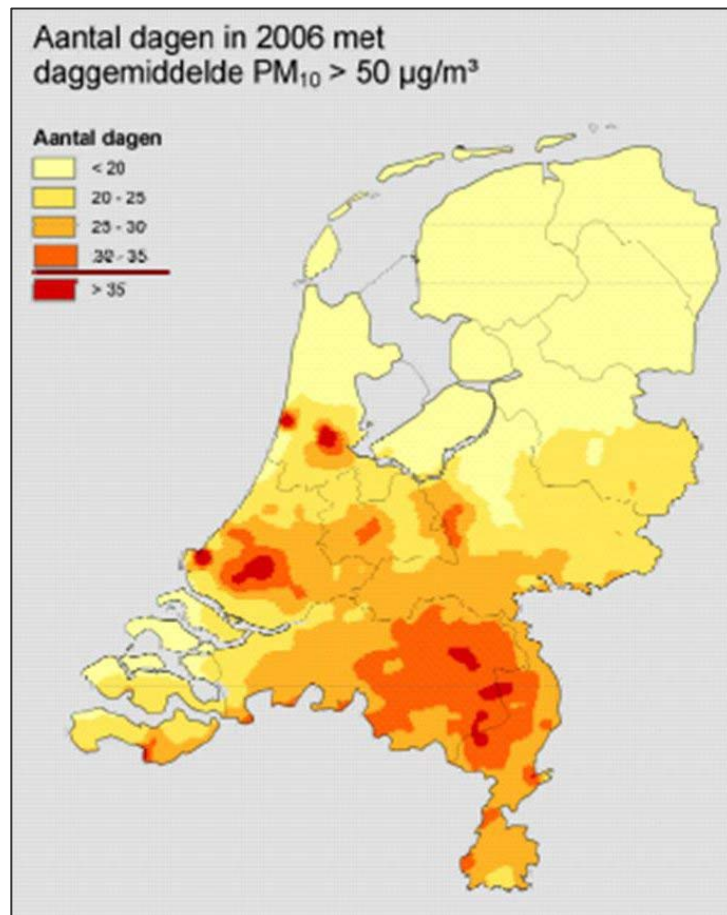 Aantal dagen in 2006 met
daggemiddelde PM₁₀ > 50 µg/m³
Aantal dagen
< 20
20 - 25
25 - 30
30 - 35
> 35